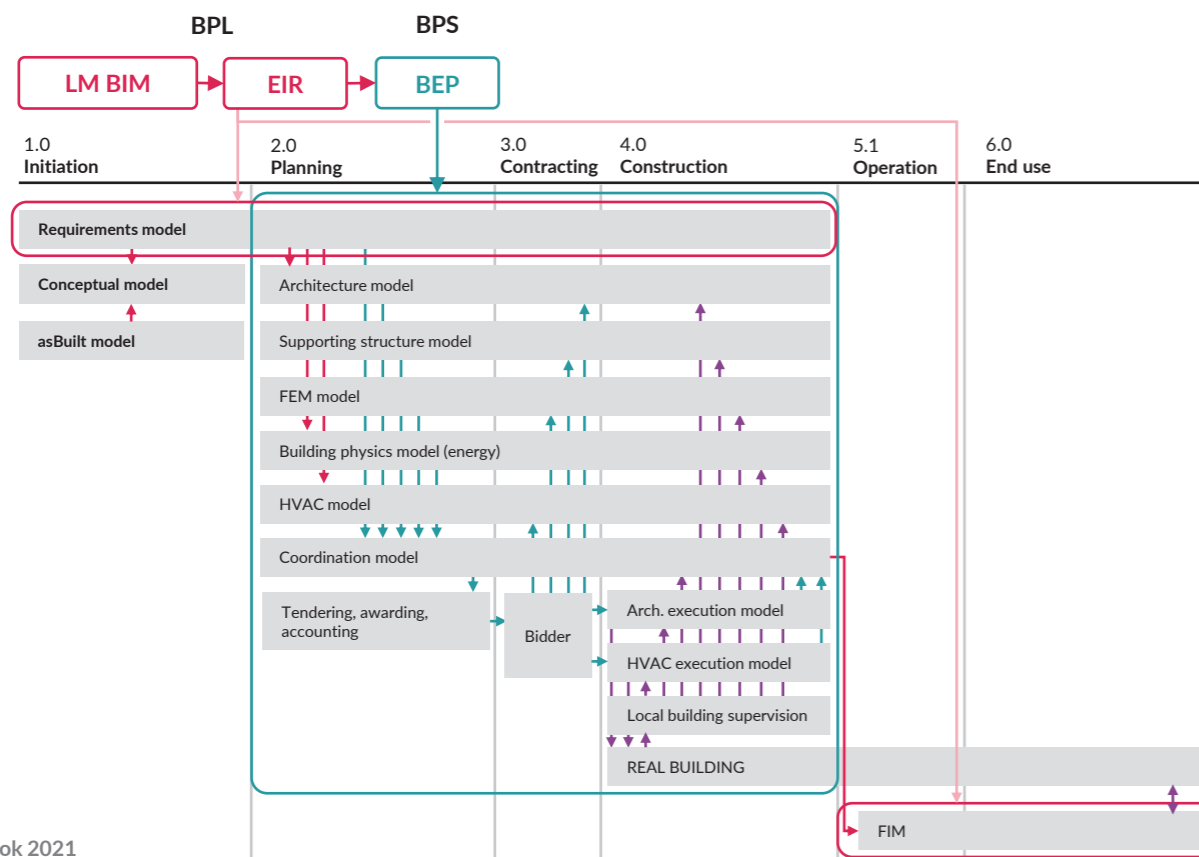 BPL
BPS
LM BIM
EIR
BEP
1.0
Initiation
2.0
Planning
3.0
Contracting
4.0
Construction
5.1
Operation
6.0
End use
Requirements model
Conceptual model
asBuilt model
Architecture model
Supporting structure model
FEM model
Building physics model (energy)
HVAC model
Coordination model
Tendering, awarding,
accounting
Bidder
Arch. execution model
HVAC execution model
Local building supervision
REAL BUILDING
FIM
ok 2021